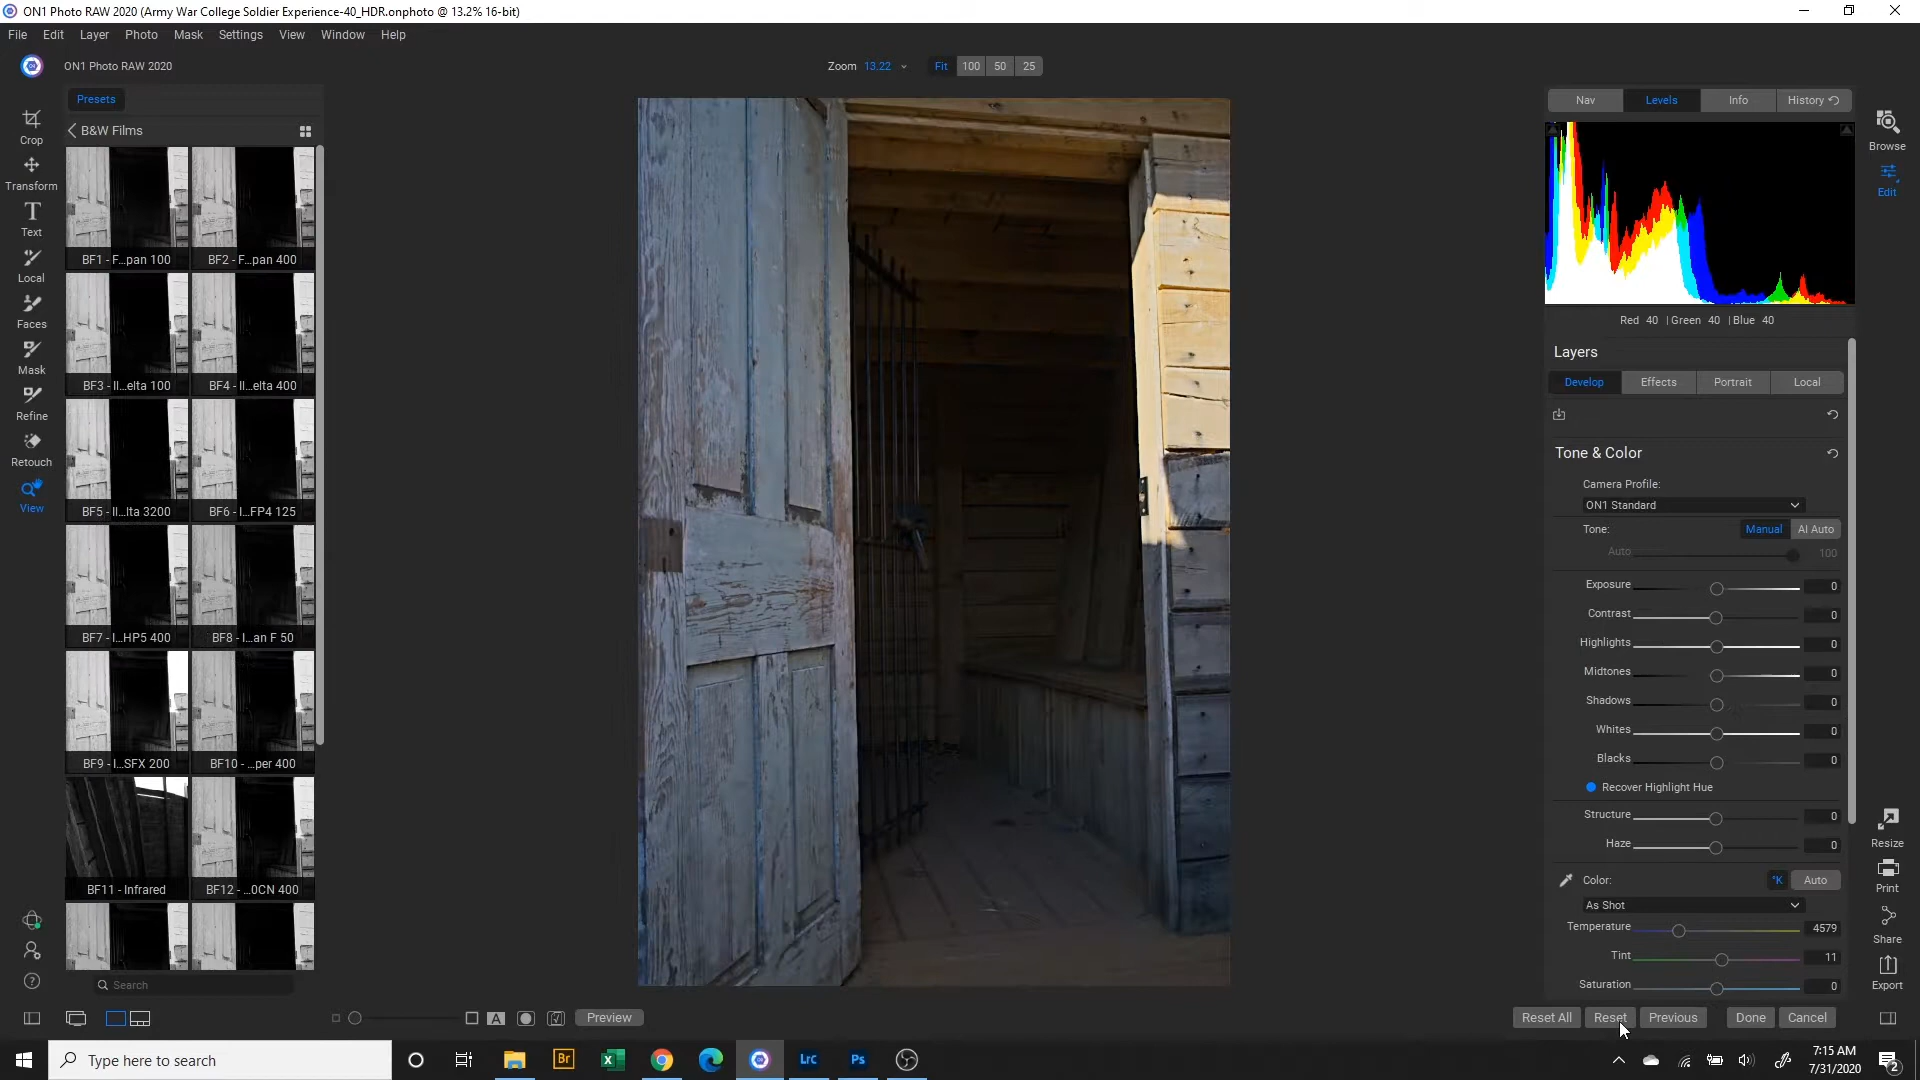 ON1 Photo RAW 2020 (Army War College Soldier Experience-40_HDR.onphoto @ 13.2% 16-bit)
File Edit Layer Photo Mask Settings View Window Help
ON1 Photo RAW 2020
Zoom 13.22 Fit 100 50 25
Presets
B&W Films
BF1 - F...pan 100 BF2 - F...pan 400
BF3 - Il...elta 100 BF4 - Il...elta 400
BF5 - Il...lta 3200 BF6 - I...FP4 125
BF7 - I...HP5 400 BF8 - I...an F 50
BF9 - I...SFX 200 BF10 - ...per 400
BF11 - Infrared BF12 - ...0CN 400
Search
Crop
Transform
Text
Local
Faces
Mask
Refine
Retouch
View
Nav Levels Info History
Red 40 | Green 40 | Blue 40
Layers
Develop Effects Portrait Local
Tone & Color
Camera Profile:
ON1 Standard
Tone: Manual AI Auto
Auto 100
Exposure 0
Contrast 0
Highlights 0
Midtones 0
Shadows 0
Whites 0
Blacks 0
Recover Highlight Hue
Structure 0
Haze 0
Color: °K Auto
As Shot
Temperature 4579
Tint 11
Saturation 0
Browse
Edit
Resize
Print
Share
Export
A Preview
Reset All Reset Previous Done Cancel
Type here to search
Br Lrc Ps
7:15 AM
7/31/2020
2